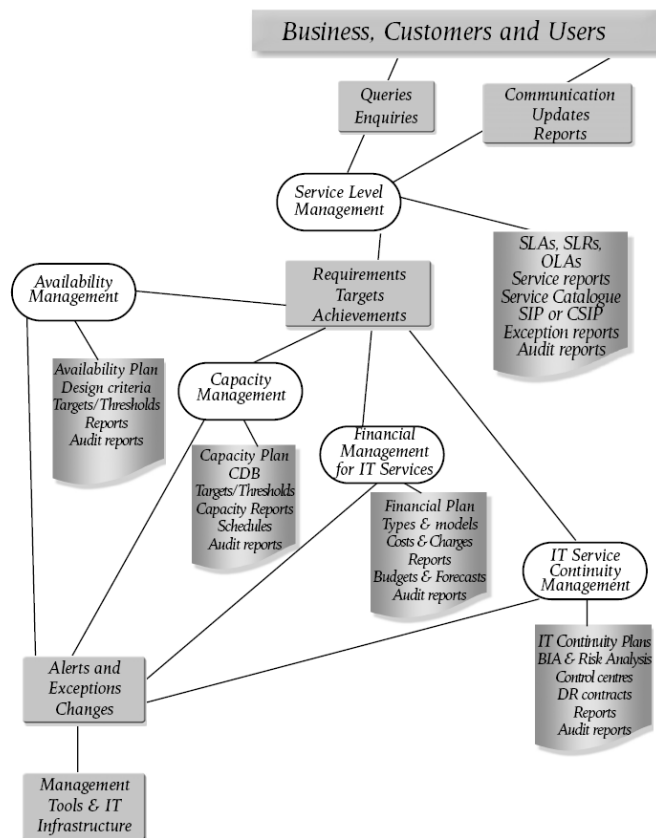 Business, Customers and Users
Queries
Enquiries
Communication
Updates
Reports
Service Level
Management
SLAs, SLRs,
OLAs
Service reports
Service Catalogue
SIP or CSIP
Exception reports
Audit reports
Availability
Management
Requirements
Targets
Achievements
Availability Plan
Design criteria
Targets/Thresholds
Reports
Audit reports
Capacity
Management
Financial
Management
for IT Services
Capacity Plan
CDB
Targets/Thresholds
Capacity Reports
Schedules
Audit reports
Financial Plan
Types & models
Costs & Charges
Reports
Budgets & Forecasts
Audit reports
IT Service
Continuity
Management
IT Continuity Plans
BIA & Risk Analysis
Control centres
DR contracts
Reports
Audit reports
Alerts and
Exceptions
Changes
Management
Tools & IT
Infrastructure